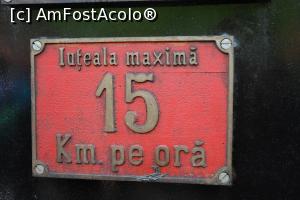 [c] AmFostAcolo®
Iuțeala maximă
15
Km. pe oră